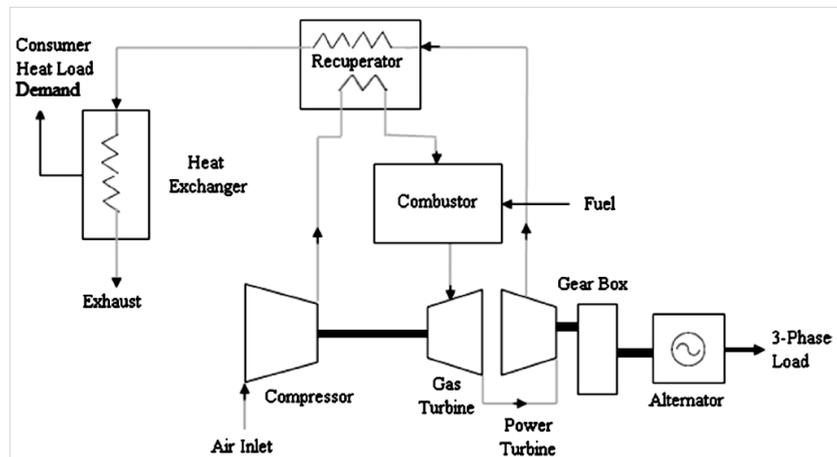 Consumer
Heat Load
Demand
Recuperator
Heat
Exchanger
Combustor
Fuel
Exhaust
Gear Box
3-Phase
Load
Compressor
Gas
Turbine
Alternator
Power
Turbine
Air Inlet